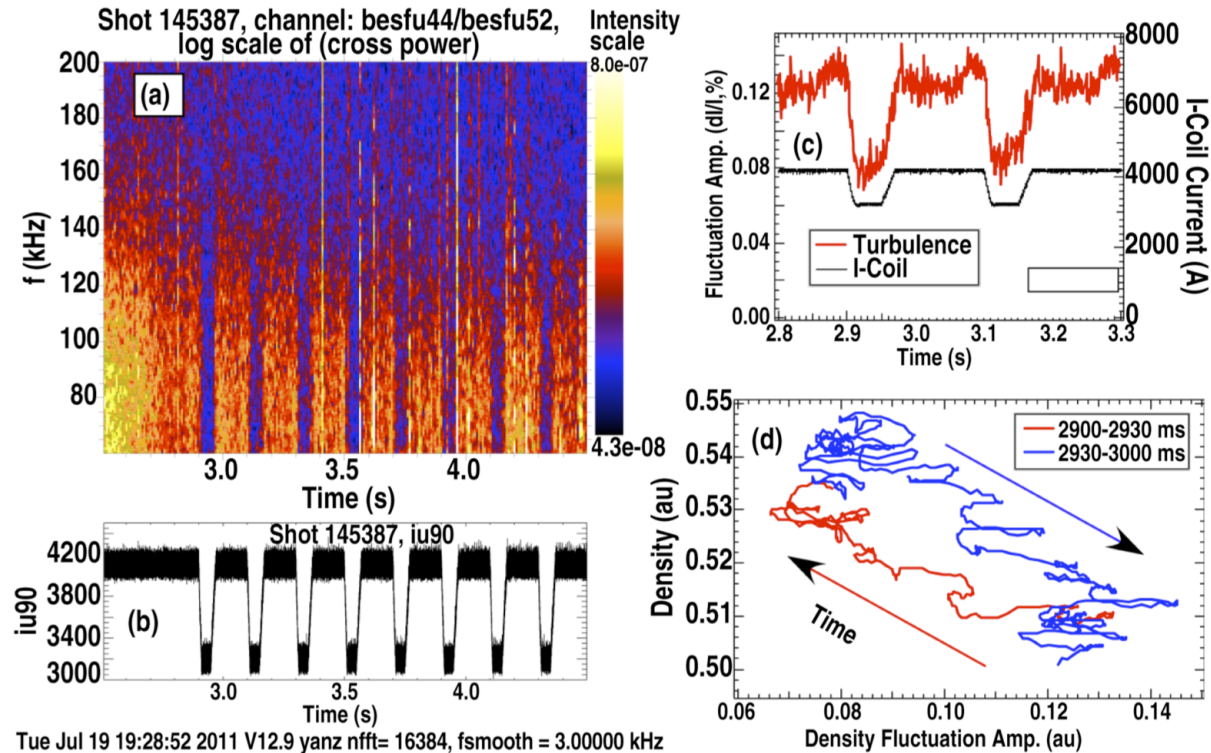 Shot 145387, channel: besfu44/besfu52,
log scale of (cross power)
Intensity
scale
8.0e-07
4.3e-08
(a)
200
180
160
140
120
100
80
f (kHz)
3.0 3.5 4.0
Time (s)
Shot 145387, iu90
(b)
4200
3800
3400
3000
iu90
3.0 3.5 4.0
Time (s)
Tue Jul 19 19:28:52 2011 V12.9 yanz nfft= 16384, fsmooth = 3.00000 kHz
(c)
0.12
0.08
0.04
0.00
Fluctuation Amp. (dI/I,%)
8000
6000
4000
2000
0
I-Coil Current (A)
Turbulence
I-Coil
2.8 2.9 3.0 3.1 3.2 3.3
Time (s)
(d)
2900-2930 ms
2930-3000 ms
0.55
0.54
0.53
0.52
0.51
0.50
Density (au)
Time
0.06 0.08 0.10 0.12 0.14
Density Fluctuation Amp. (au)